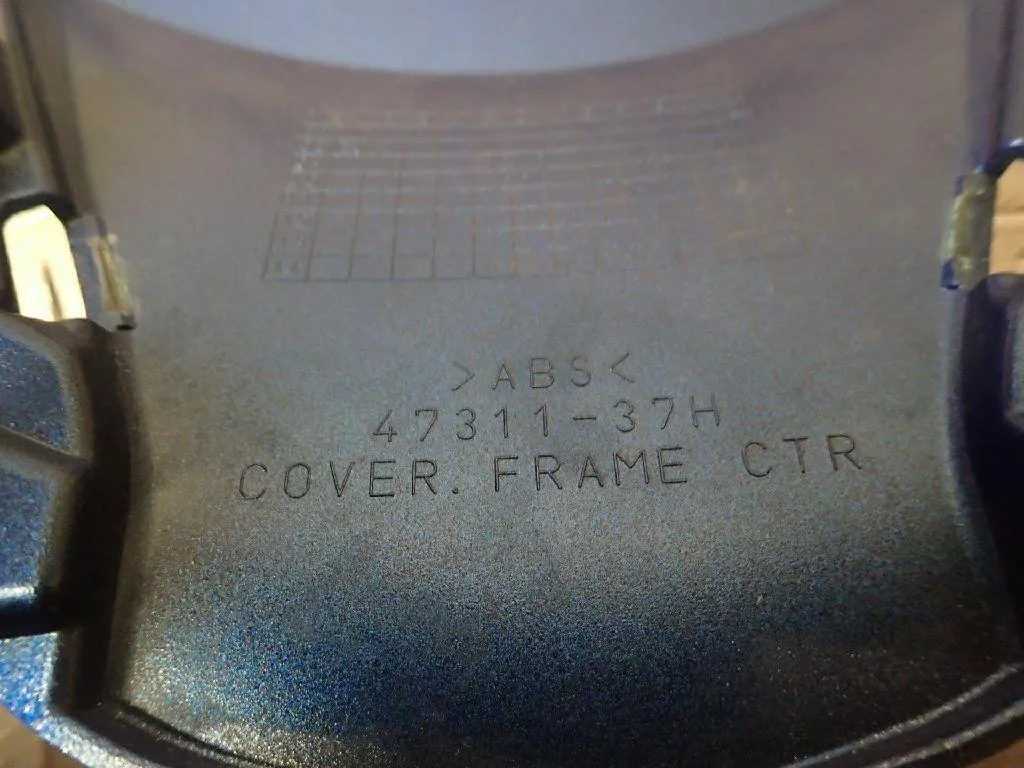 >ABS<
47311-37H
COVER. FRAME CTR